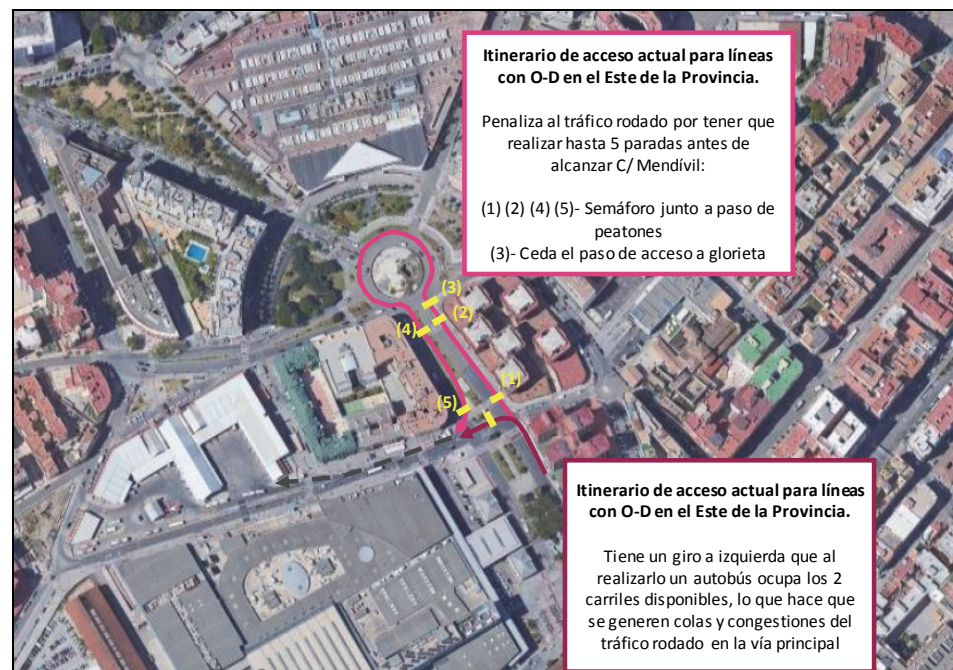 Itinerario de acceso actual para líneas
con O-D en el Este de la Provincia.
Penaliza al tráfico rodado por tener que
realizar hasta 5 paradas antes de
alcanzar C/ Mendívil:
(1) (2) (4) (5)- Semáforo junto a paso de
peatones
(3)- Ceda el paso de acceso a glorieta
(3)
(2)
(4)
(1)
(5)
Itinerario de acceso actual para líneas
con O-D en el Este de la Provincia.
Tiene un giro a izquierda que al
realizarlo un autobús ocupa los 2
carriles disponibles, lo que hace que
se generen colas y congestiones del
tráfico rodado en la vía principal